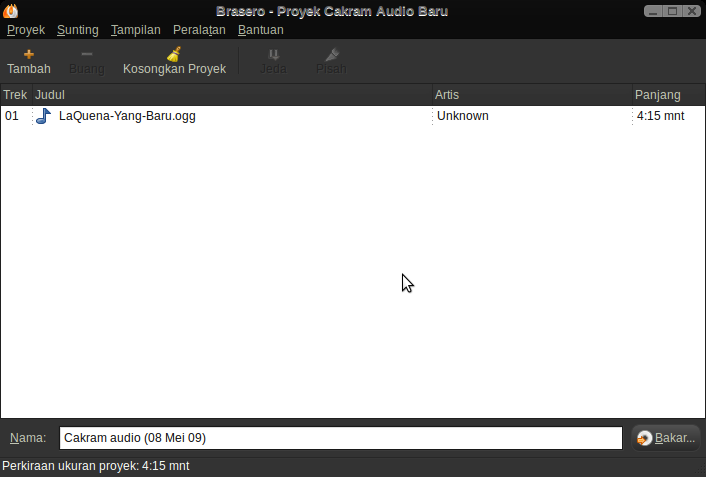 Brasero - Proyek Cakram Audio Baru
Proyek Sunting Tampilan Peralatan Bantuan
Tambah Buang Kosongkan Proyek Jeda Pisah
Trek Judul Artis Panjang
01 LaQuena-Yang-Baru.ogg Unknown 4:15 mnt
Nama: Cakram audio (08 Mei 09) Bakar...
Perkiraan ukuran proyek: 4:15 mnt